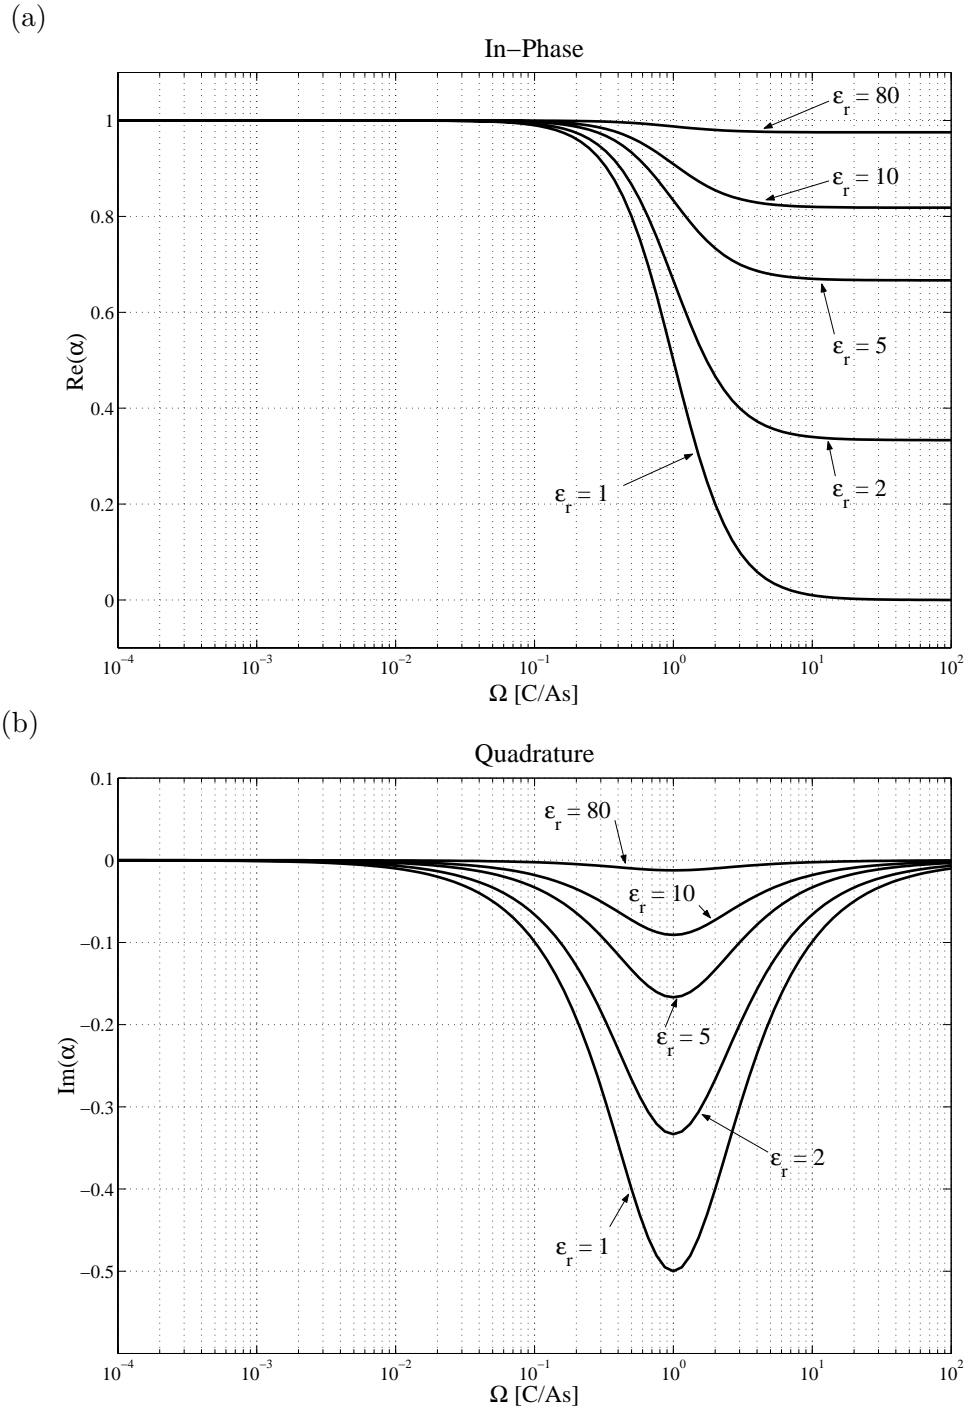 (a)
In−Phase
ε_r = 80
1
ε_r = 10
0.8
0.6
ε_r = 5
Re(α)
0.4
ε_r = 1
ε_r = 2
0.2
0
10^−4 10^−3 10^−2 10^−1 10^0 10^1 10^2
Ω [C/As]
(b)
Quadrature
0.1
ε_r = 80
0
ε_r = 10
−0.1
−0.2
ε_r = 5
Im(α)
−0.3
ε_r = 2
−0.4
ε_r = 1
−0.5
10^−4 10^−3 10^−2 10^−1 10^0 10^1 10^2
Ω [C/As]